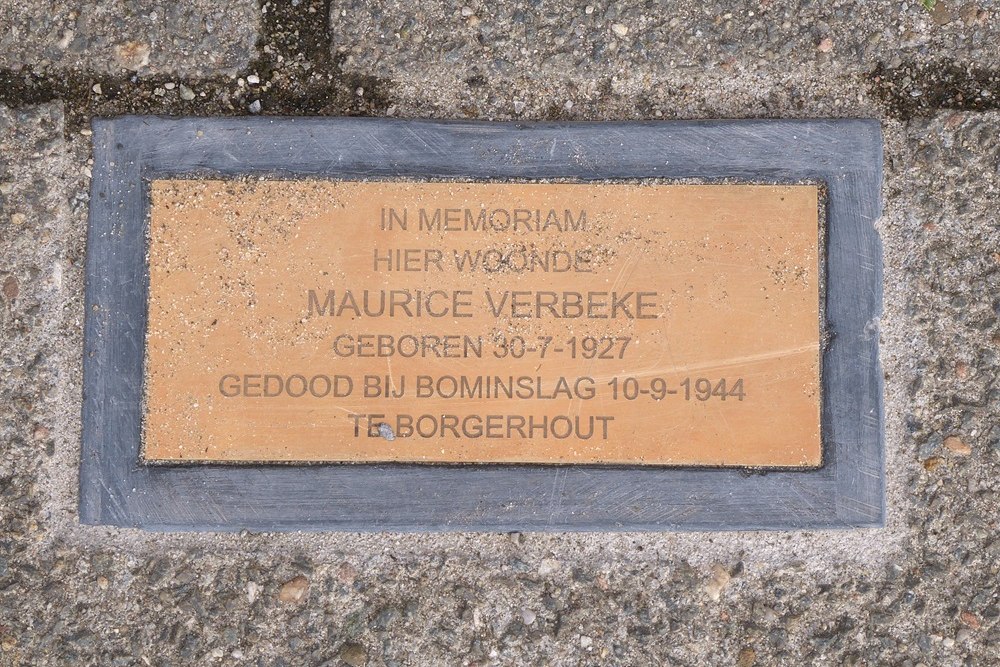 IN MEMORIAM
HIER WOONDE
MAURICE VERBEKE
GEBOREN 30-7-1927
GEDOOD BIJ BOMINSLAG 10-9-1944
TE BORGERHOUT